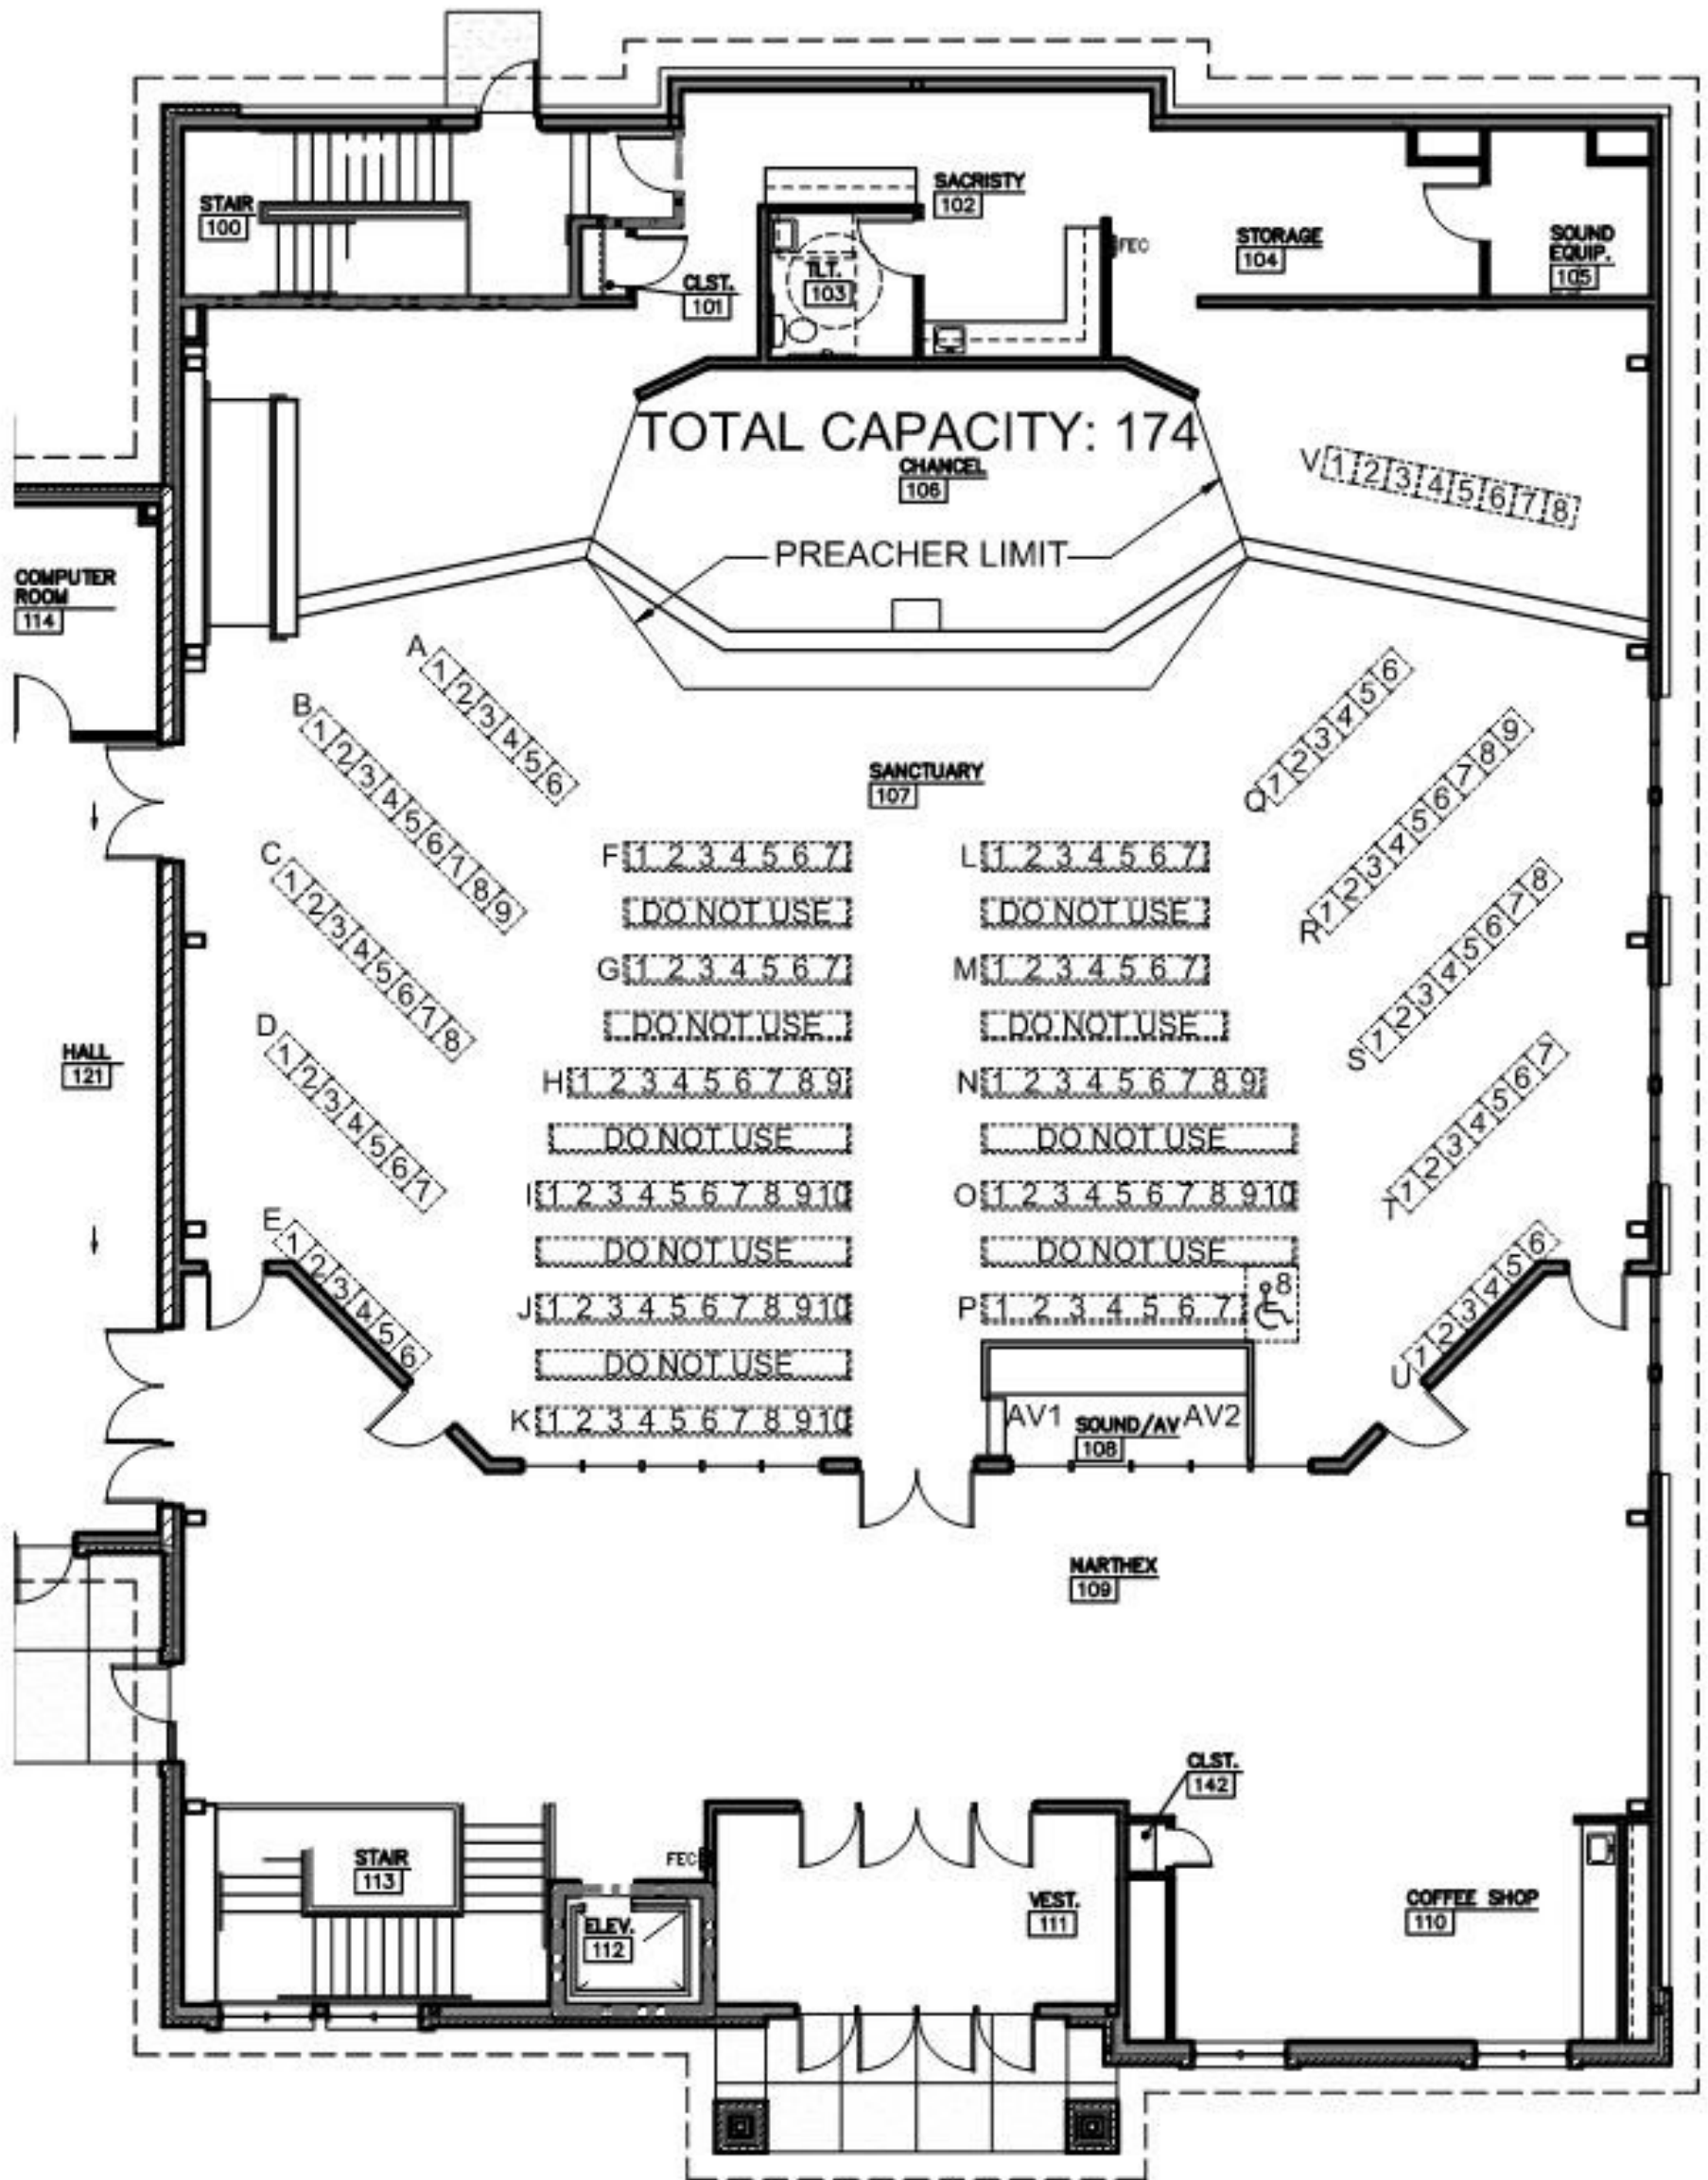 STAIR
100
SACRISTY
102
FEC
STORAGE
104
SOUND
EQUIP.
105
CLST.
101
TLT.
103
TOTAL CAPACITY: 174
CHANCEL
106
V 1 2 3 4 5 6 7 8
PREACHER LIMIT
COMPUTER
ROOM
114
A 1 2 3 4 5 6
B 1 2 3 4 5 6 7 8 9
C 1 2 3 4 5 6 7 8
D 1 2 3 4 5 6 7
E 1 2 3 4 5 6
HALL
121
SANCTUARY
107
F 1 2 3 4 5 6 7
DO NOT USE
G 1 2 3 4 5 6 7
DO NOT USE
H 1 2 3 4 5 6 7 8 9
DO NOT USE
I 1 2 3 4 5 6 7 8 9 10
DO NOT USE
J 1 2 3 4 5 6 7 8 9 10
DO NOT USE
K 1 2 3 4 5 6 7 8 9 10
L 1 2 3 4 5 6 7
DO NOT USE
M 1 2 3 4 5 6 7
DO NOT USE
N 1 2 3 4 5 6 7 8 9
DO NOT USE
O 1 2 3 4 5 6 7 8 9 10
DO NOT USE
P 1 2 3 4 5 6 7 8
AV1 SOUND/AV AV2
108
Q 1 2 3 4 5 6
R 1 2 3 4 5 6 7 8 9
S 1 2 3 4 5 6 7 8
T 1 2 3 4 5 6 7
U 1 2 3 4 5 6
NARTHEX
109
CLST.
142
STAIR
113
FEC
ELEV.
112
VEST.
111
COFFEE SHOP
110